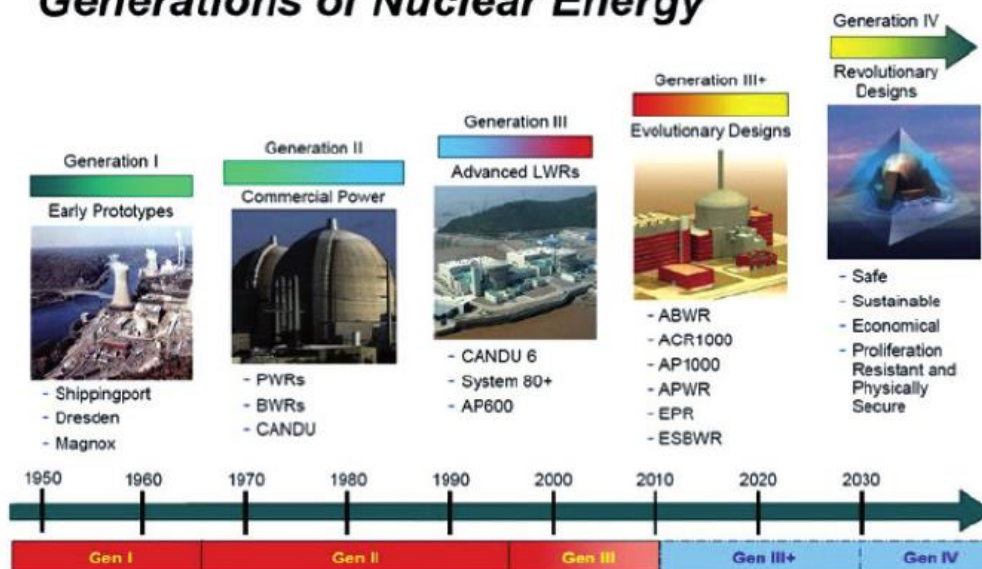 Generations of Nuclear Energy
Generation I
Early Prototypes
- Shippingport
- Dresden
- Magnox
Generation II
Commercial Power
- PWRs
- BWRs
- CANDU
Generation III
Advanced LWRs
- CANDU 6
- System 80+
- AP600
Generation III+
Evolutionary Designs
- ABWR
- ACR1000
- AP1000
- APWR
- EPR
- ESBWR
Generation IV
Revolutionary
Designs
- Safe
- Sustainable
- Economical
- Proliferation
Resistant and
Physically
Secure
1950 1960 1970 1980 1990 2000 2010 2020 2030
Gen I Gen II Gen III Gen III+ Gen IV